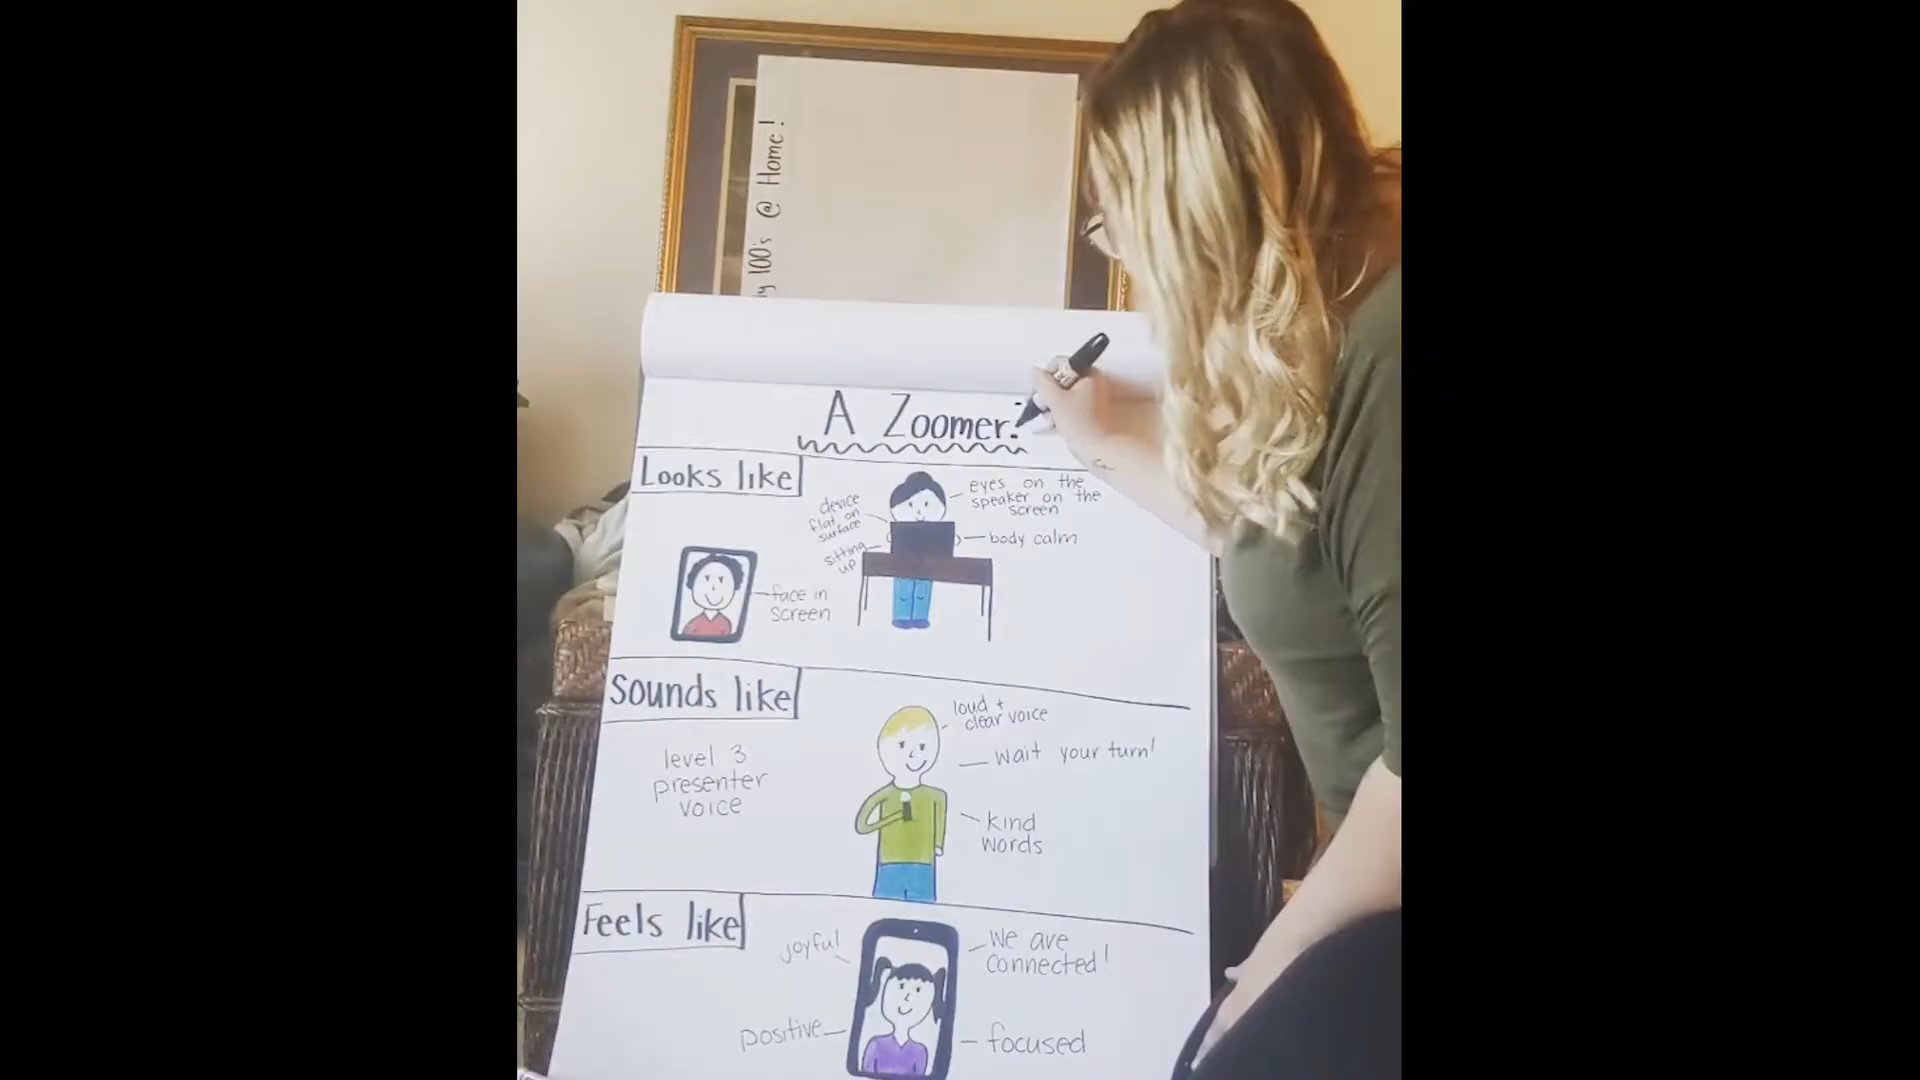 y 100's @ Home!
A Zoomer:
Looks like
device
flat on
surface
sitting
up
eyes on the
speaker on the
screen
body calm
face in
screen
Sounds like
level 3
presenter
voice
loud +
clear voice
wait your turn!
kind
words
Feels like
joyful
We are
connected!
positive
focused